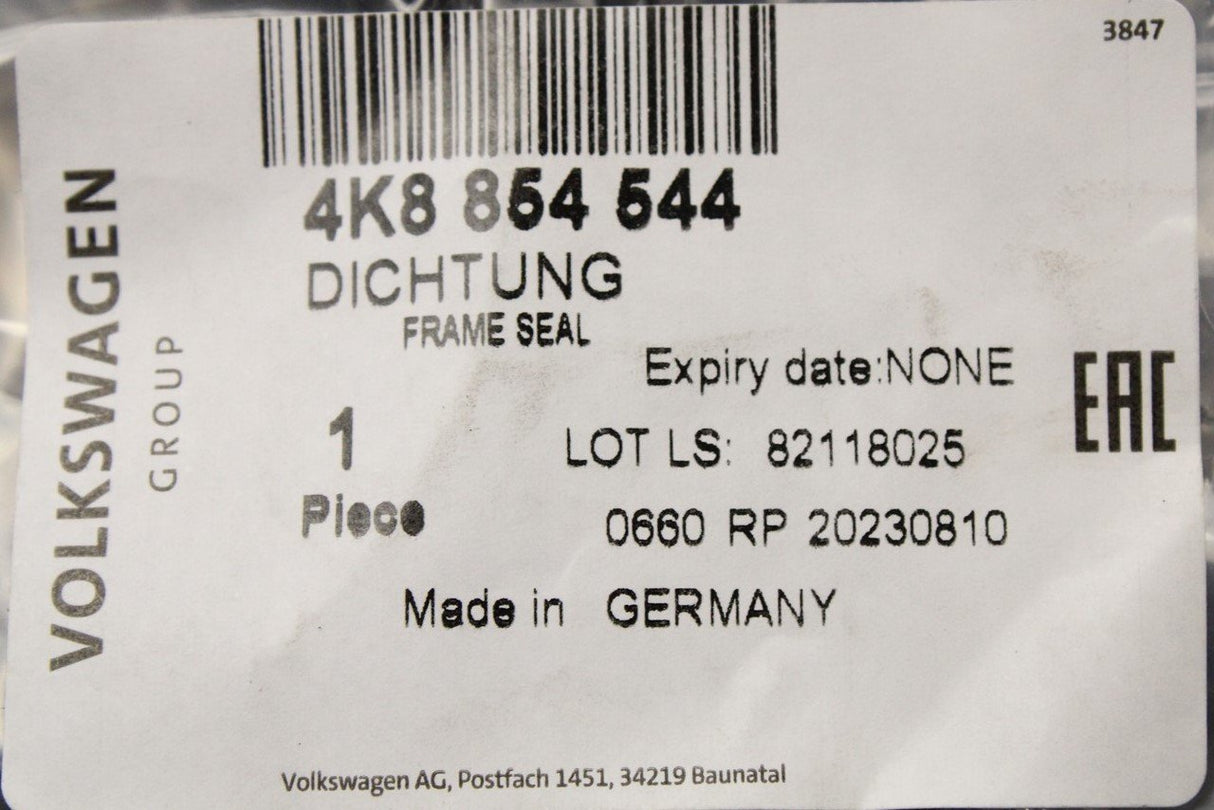 3847
4K8 854 544
DICHTUNG
FRAME SEAL
Expiry date:NONE
1
Piece
LOT LS: 82118025
0660 RP 20230810
Made in GERMANY
EAC
VOLKSWAGEN
GROUP
Volkswagen AG, Postfach 1451, 34219 Baunatal